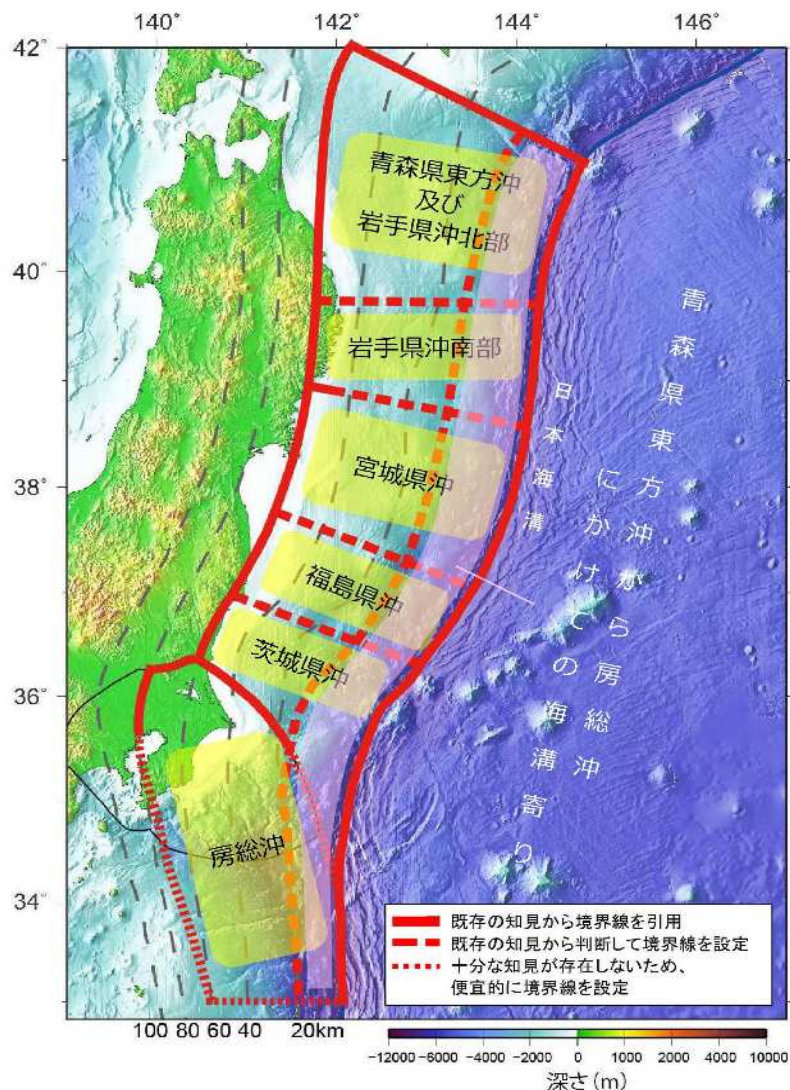 140°
142°
144°
146°
42°
40°
38°
36°
34°
青森県東方沖
及び
岩手県沖北部
岩手県沖南部
宮城県沖
福島県沖
茨城県沖
房総沖
日本海溝
青森県東方沖から房総沖
にかけての海溝寄り
既存の知見から境界線を引用
既存の知見から判断して境界線を設定
十分な知見が存在しないため、
便宜的に境界線を設定
100 80 60 40 20km
-12000 -6000 -4000 -2000 0 1000 2000 4000 10000
深さ(m)